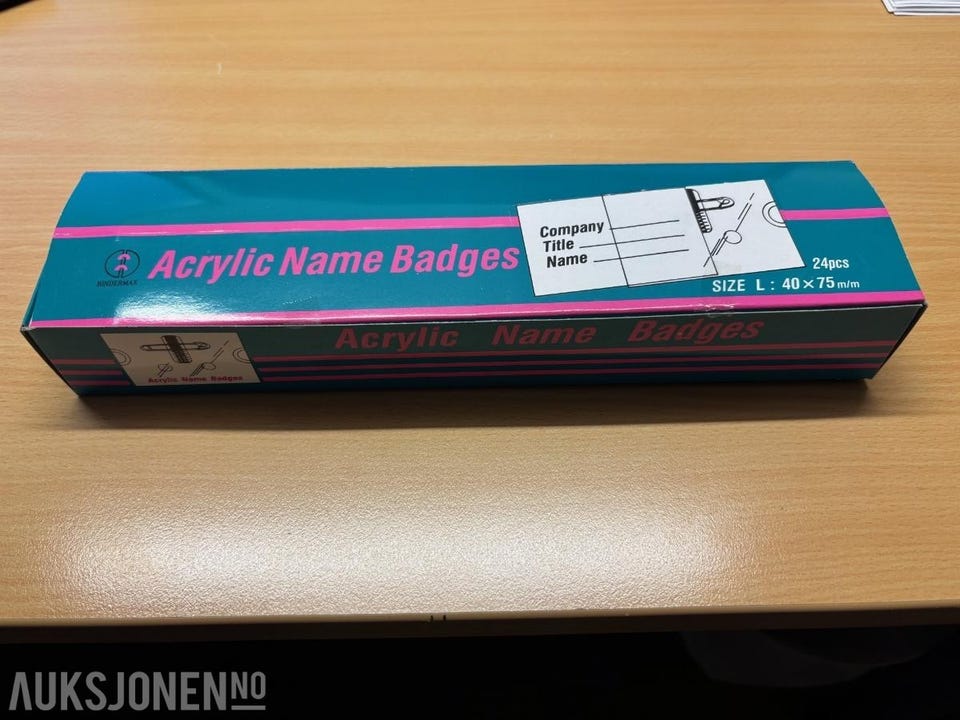 Acrylic Name Badges
BINDERMAX
Company
Title
Name
24pcs
SIZE L : 40×75 m/m
Acrylic Name Badges
Acrylic Name Badges
AUKSJONEN NO